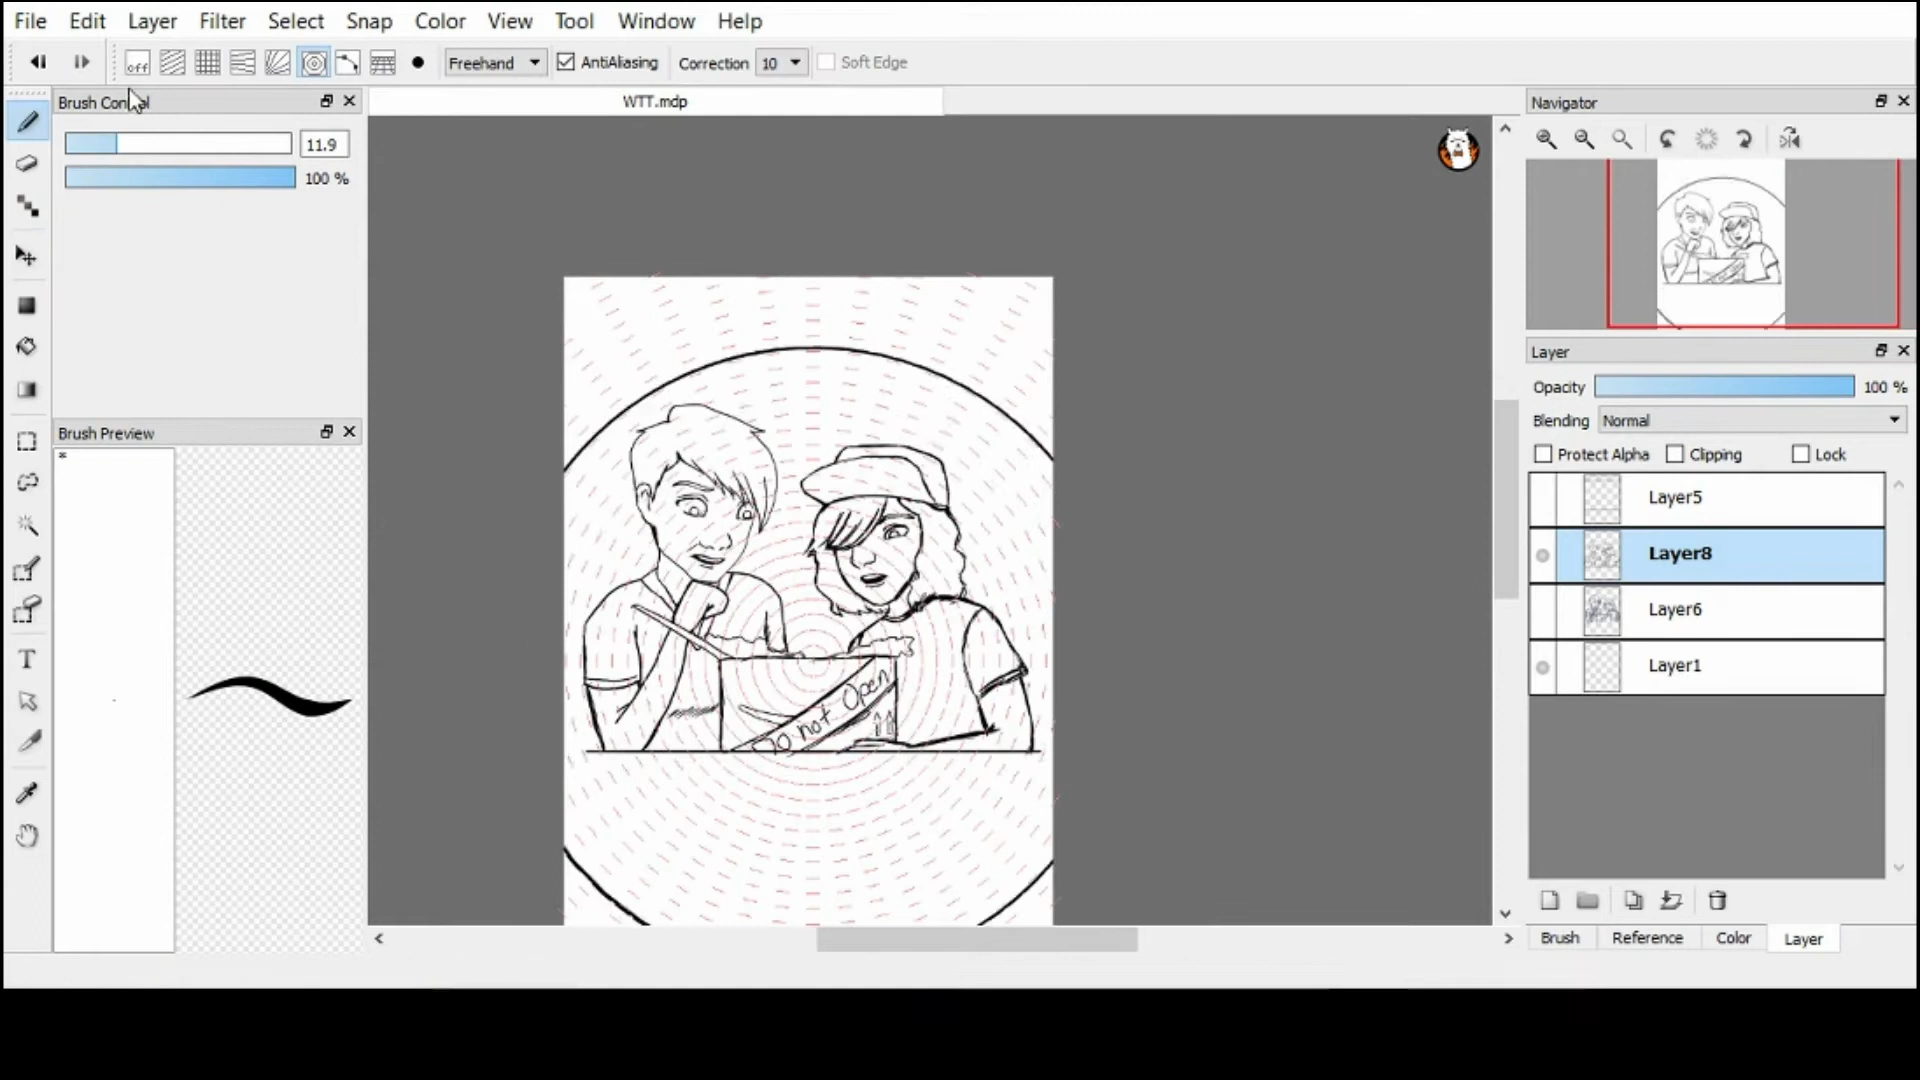 File Edit Layer Filter Select Snap Color View Tool Window Help
off Freehand AntiAliasing Correction 10 Soft Edge
Brush Control
11.9
100 %
Brush Preview
*
WTT.mdp
Do not Open
Navigator
Layer
Opacity 100 %
Blending Normal
Protect Alpha Clipping Lock
Layer5
Layer8
Layer6
Layer1
Brush Reference Color Layer